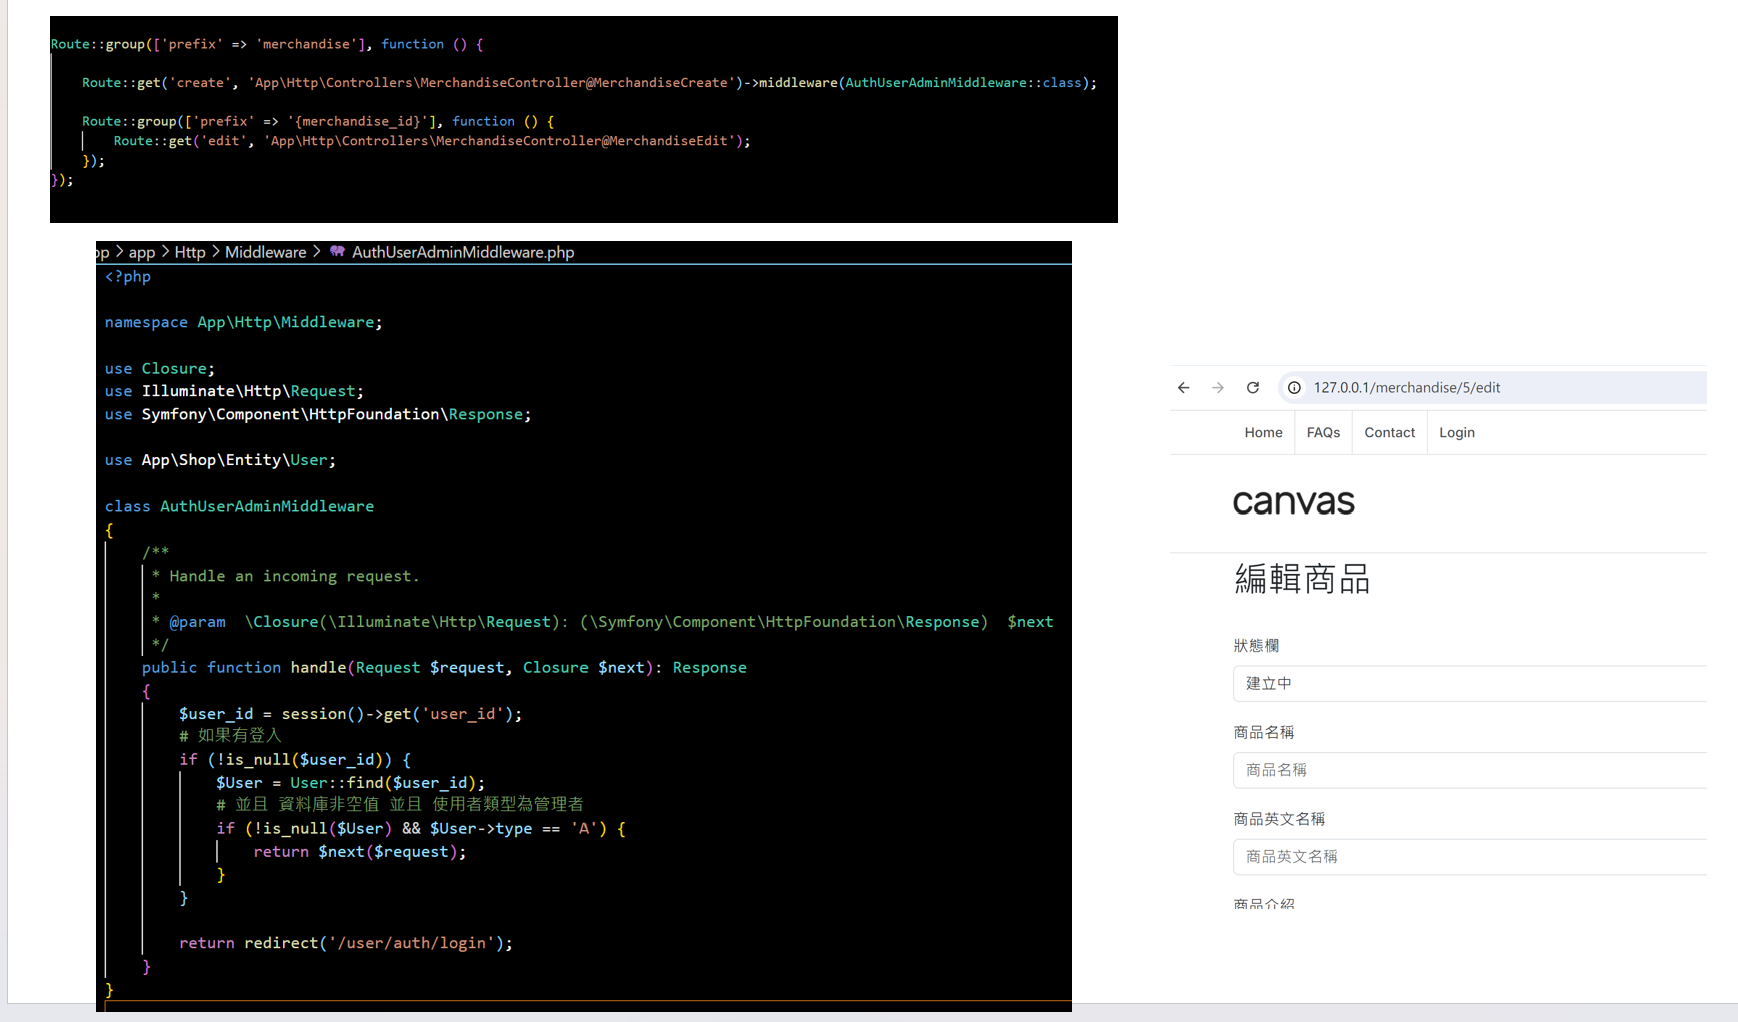 Route::group(['prefix' => 'merchandise'], function () {
Route::get('create', 'App\Http\Controllers\MerchandiseController@MerchandiseCreate')->middleware(AuthUserAdminMiddleware::class);
Route::group(['prefix' => '{merchandise_id}'], function () {
Route::get('edit', 'App\Http\Controllers\MerchandiseController@MerchandiseEdit');
});
});
op > app > Http > Middleware > AuthUserAdminMiddleware.php
<?php
namespace App\Http\Middleware;
use Closure;
use Illuminate\Http\Request;
use Symfony\Component\HttpFoundation\Response;
use App\Shop\Entity\User;
class AuthUserAdminMiddleware
{
/**
* Handle an incoming request.
*
* @param  \Closure(\Illuminate\Http\Request): (\Symfony\Component\HttpFoundation\Response)  $next
*/
public function handle(Request $request, Closure $next): Response
{
$user_id = session()->get('user_id');
# 如果有登入
if (!is_null($user_id)) {
$User = User::find($user_id);
# 並且 資料庫非空值 並且 使用者類型為管理者
if (!is_null($User) && $User->type == 'A') {
return $next($request);
}
}
return redirect('/user/auth/login');
}
}
127.0.0.1/merchandise/5/edit
Home FAQs Contact Login
canvas
編輯商品
狀態欄
建立中
商品名稱
商品名稱
商品英文名稱
商品英文名稱
商品介紹